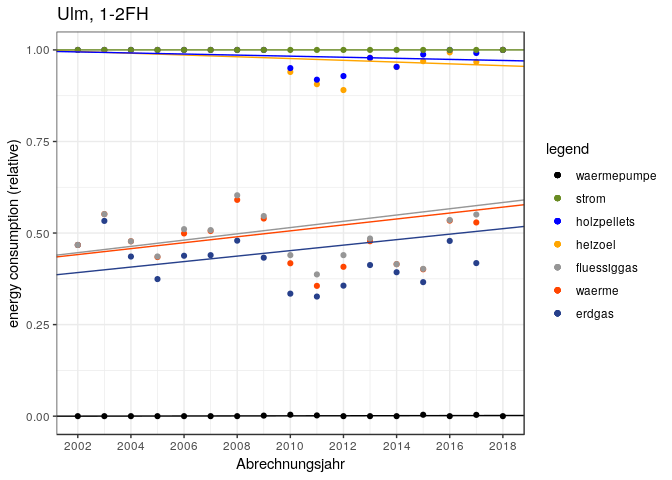 Ulm, 1-2FH
energy consumption (relative)
1.00
0.75
0.50
0.25
0.00
2002 2004 2006 2008 2010 2012 2014 2016 2018
Abrechnungsjahr
legend
waermepumpe
strom
holzpellets
heizoel
fluessiggas
waerme
erdgas